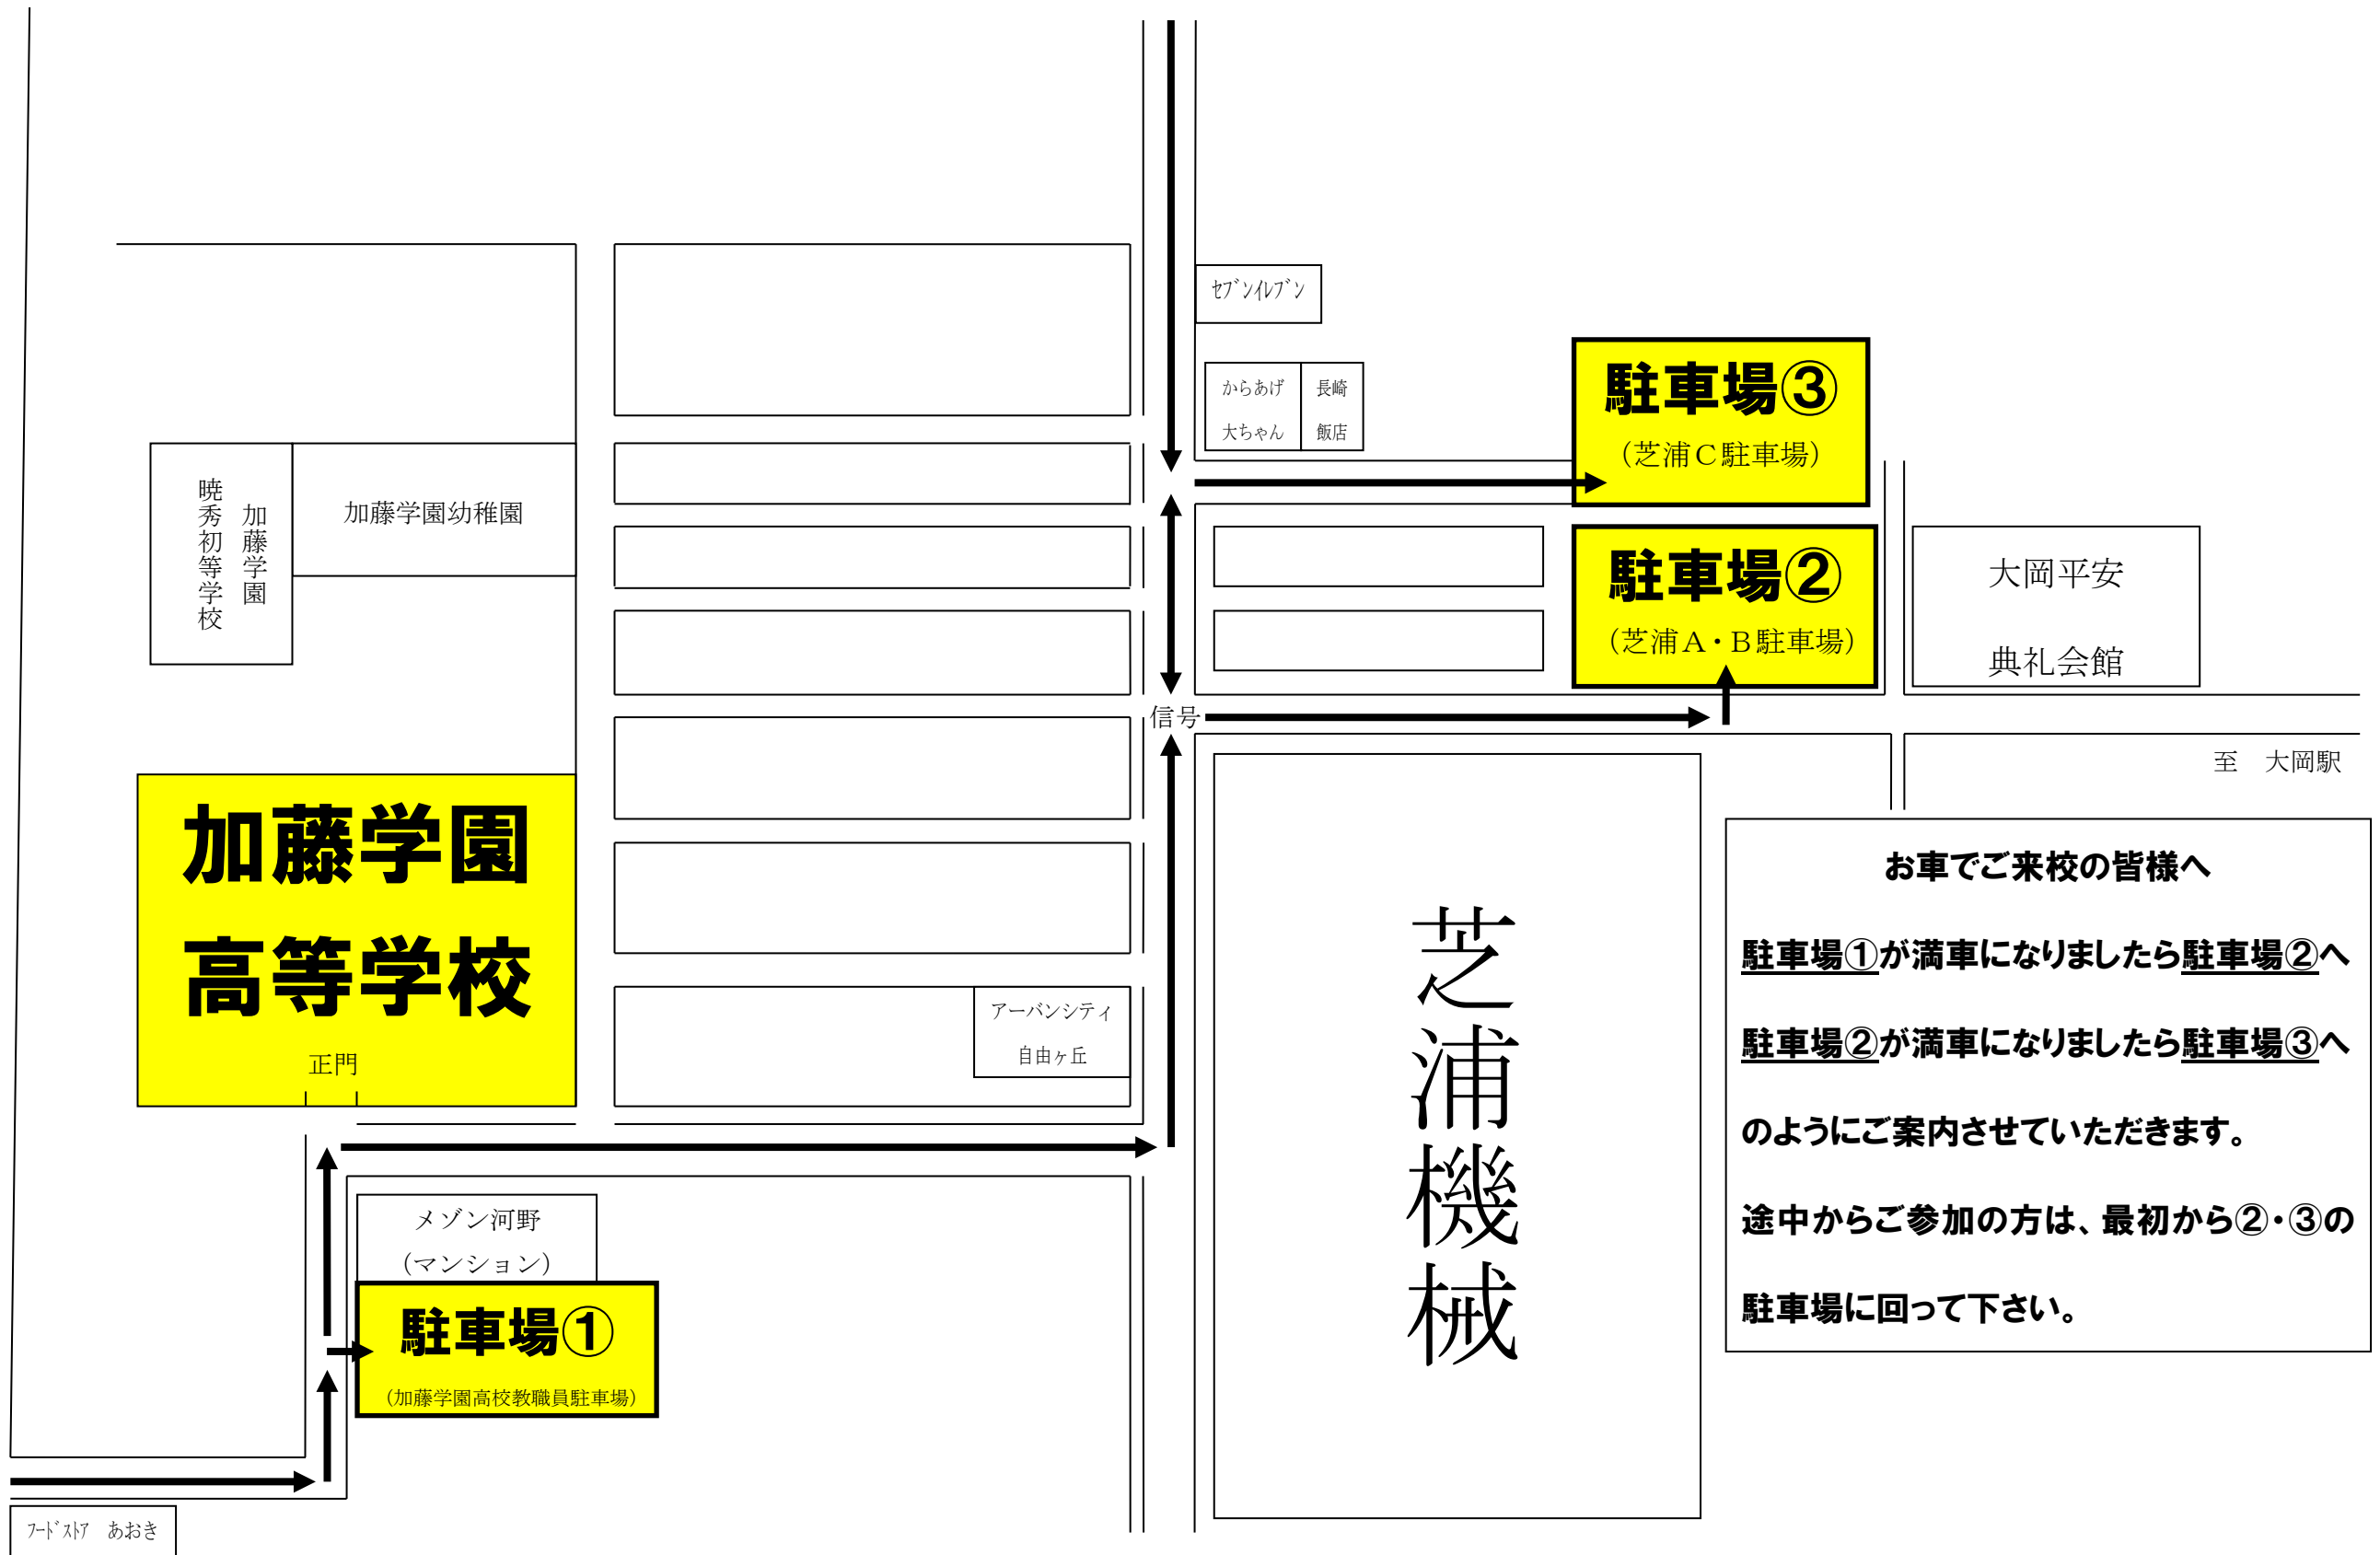 ｾﾌﾞﾝｲﾚﾌﾞﾝ
からあげ
大ちゃん
長崎
飯店
駐車場③
（芝浦Ｃ駐車場）
加藤学園
暁秀初等学校
加藤学園幼稚園
駐車場②
（芝浦Ａ・Ｂ駐車場）
大岡平安
典礼会館
信号
至　大岡駅
加藤学園
高等学校
正門
アーバンシティ
自由ヶ丘
芝浦機械
お車でご来校の皆様へ
駐車場①が満車になりましたら駐車場②へ
駐車場②が満車になりましたら駐車場③へ
のようにご案内させていただきます。
途中からご参加の方は、最初から②・③の
駐車場に回って下さい。
メゾン河野
（マンション）
駐車場①
（加藤学園高校教職員駐車場）
ﾌｰﾄﾞｽﾄｱ　あおき